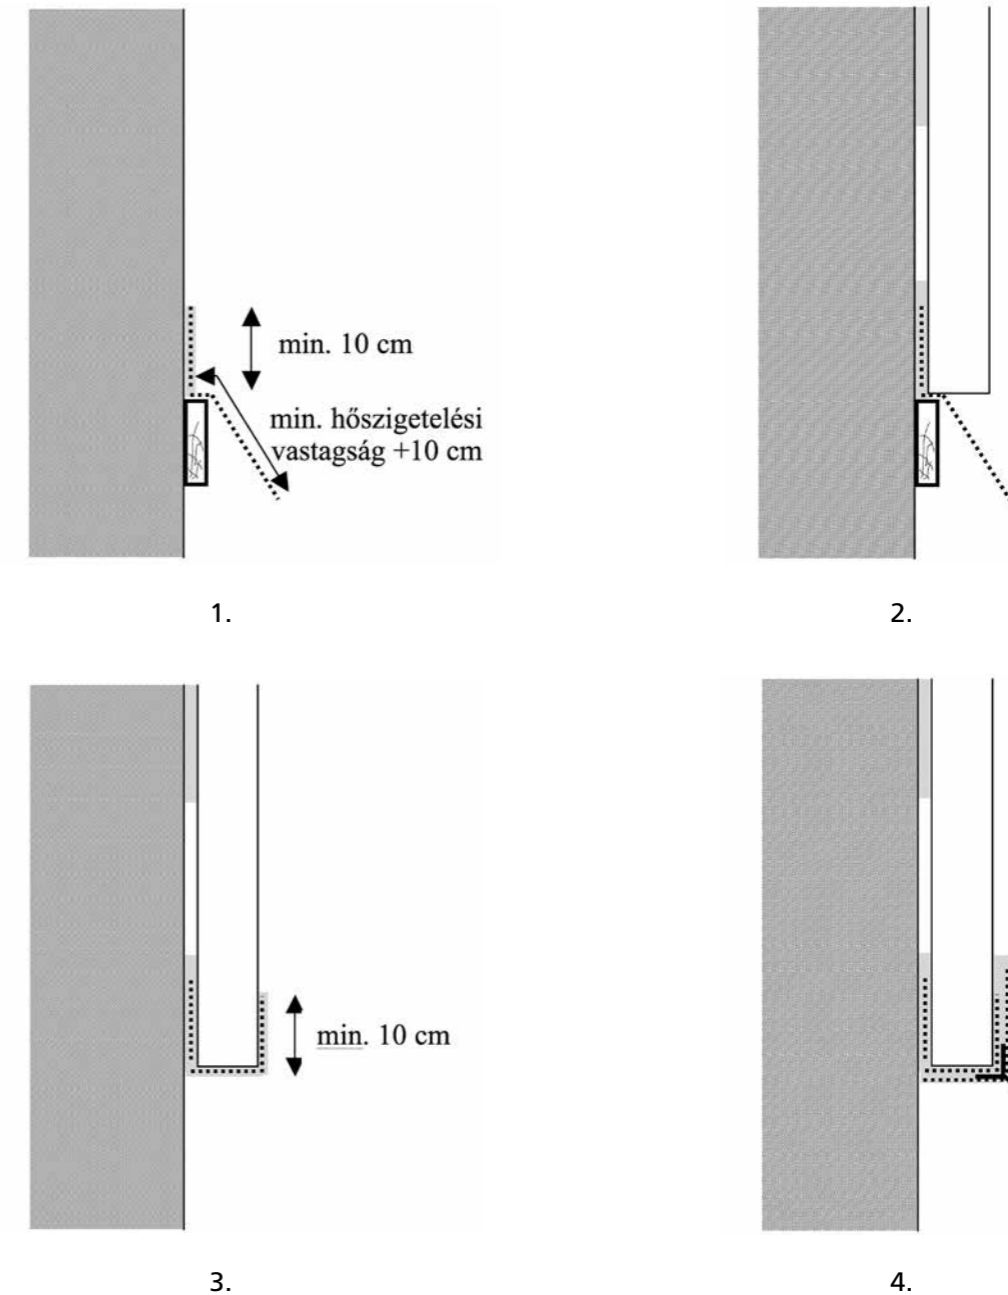 min. 10 cm
min. hőszigetelési
vastagság +10 cm
1.
2.
min. 10 cm
3.
4.